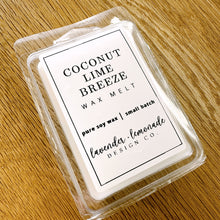 COCONUT
LIME
BREEZE
WAX MELT
pure soy wax | small batch
lavender + lemonade
DESIGN CO.